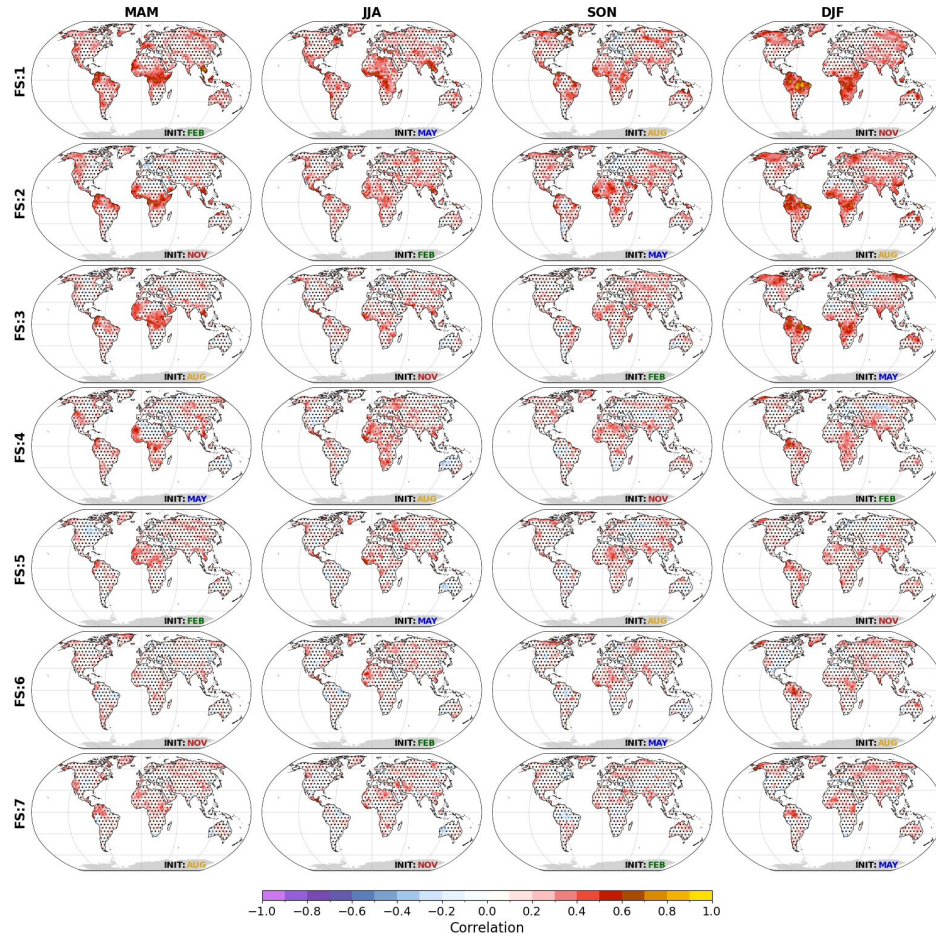 MAM JJA SON DJF
FS:1
INIT: FEB INIT: MAY INIT: AUG INIT: NOV
FS:2
INIT: NOV INIT: FEB INIT: MAY INIT: AUG
FS:3
INIT: AUG INIT: NOV INIT: FEB INIT: MAY
FS:4
INIT: MAY INIT: AUG INIT: NOV INIT: FEB
FS:5
INIT: FEB INIT: MAY INIT: AUG INIT: NOV
FS:6
INIT: NOV INIT: FEB INIT: MAY INIT: AUG
FS:7
INIT: AUG INIT: NOV INIT: FEB INIT: MAY
−1.0 −0.8 −0.6 −0.4 −0.2 0.0 0.2 0.4 0.6 0.8 1.0
Correlation